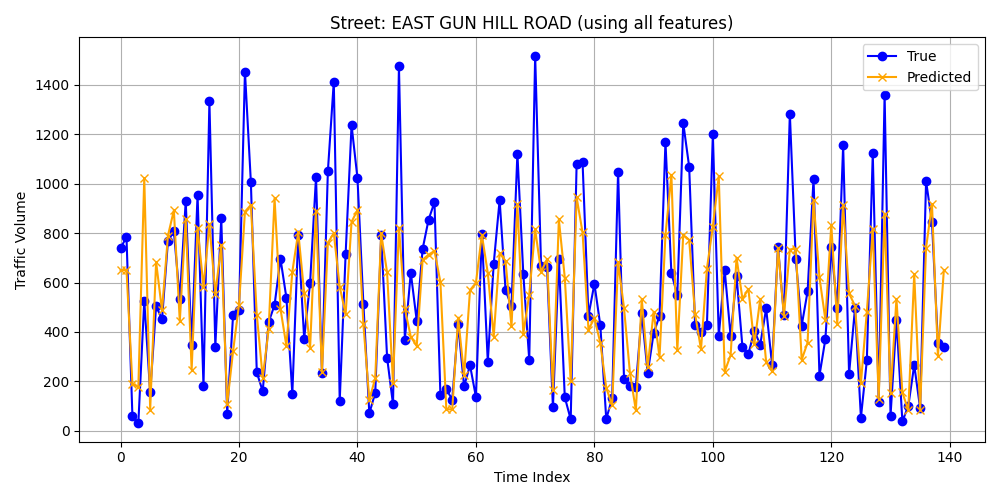 Street: EAST GUN HILL ROAD (using all features)
True
Predicted
Traffic Volume
1400
1200
1000
800
600
400
200
0
0 20 40 60 80 100 120 140
Time Index